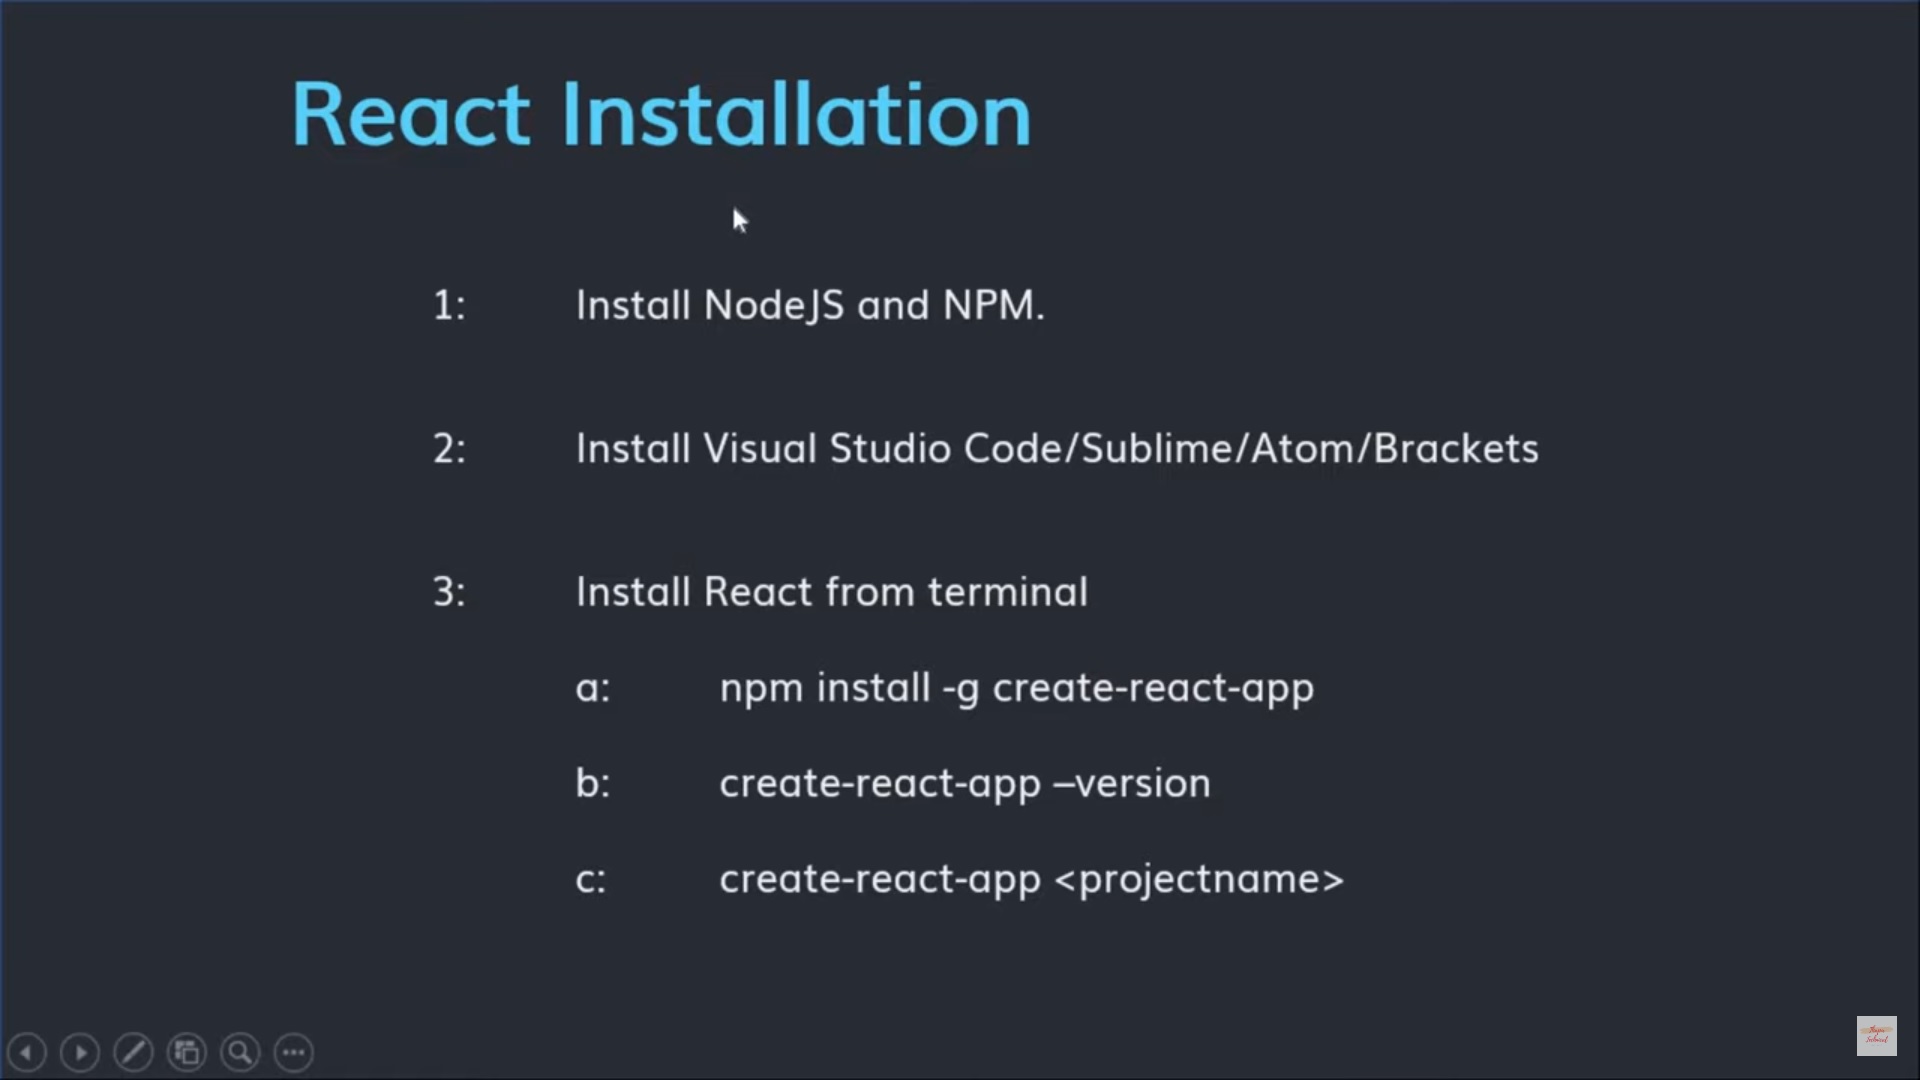 React Installation
1: Install NodeJS and NPM.
2: Install Visual Studio Code/Sublime/Atom/Brackets
3: Install React from terminal
a: npm install -g create-react-app
b: create-react-app –version
c: create-react-app <projectname>